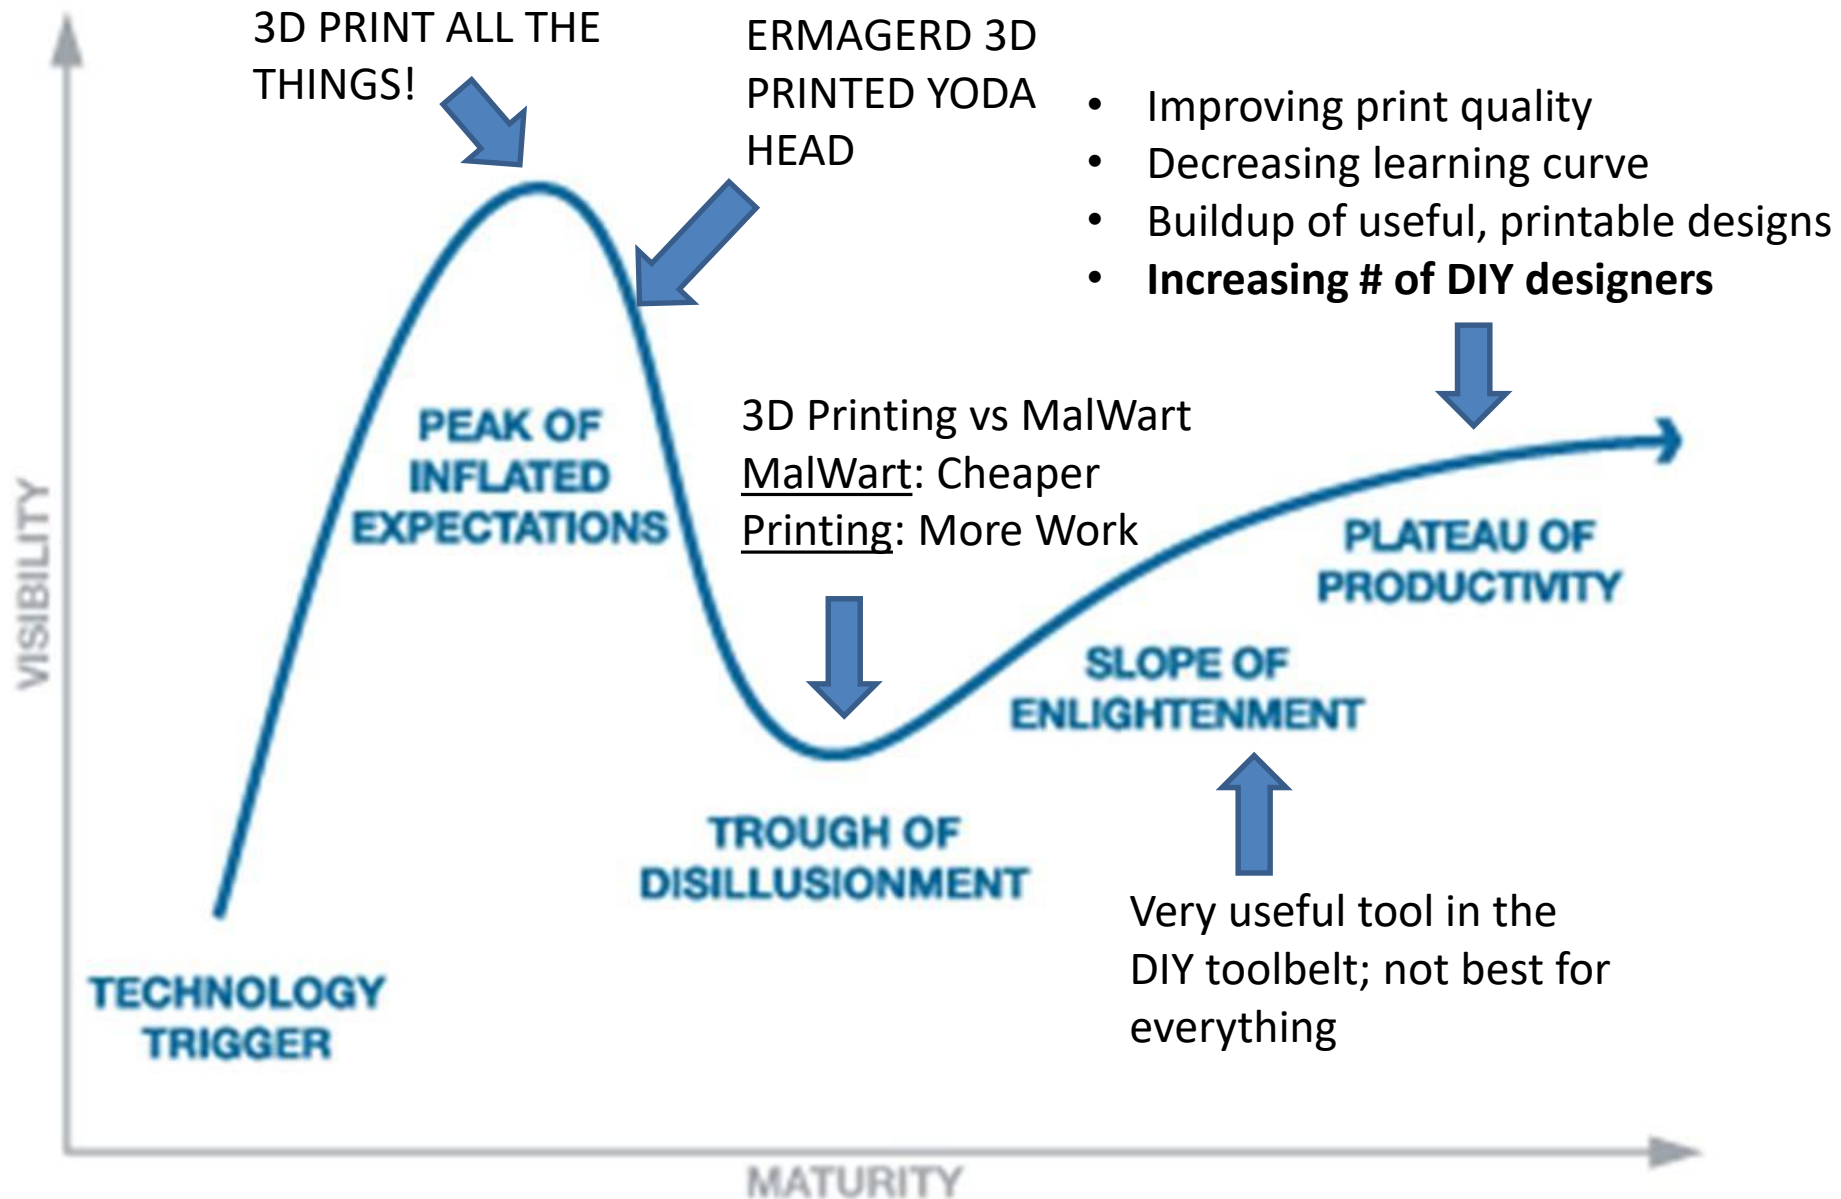 3D PRINT ALL THE
THINGS!
ERMAGERD 3D
PRINTED YODA
HEAD
• Improving print quality
• Decreasing learning curve
• Buildup of useful, printable designs
• Increasing # of DIY designers
PEAK OF
INFLATED
EXPECTATIONS
3D Printing vs MalWart
MalWart: Cheaper
Printing: More Work
PLATEAU OF
PRODUCTIVITY
SLOPE OF
ENLIGHTENMENT
TROUGH OF
DISILLUSIONMENT
Very useful tool in the
DIY toolbelt; not best for
everything
TECHNOLOGY
TRIGGER
VISIBILITY
MATURITY